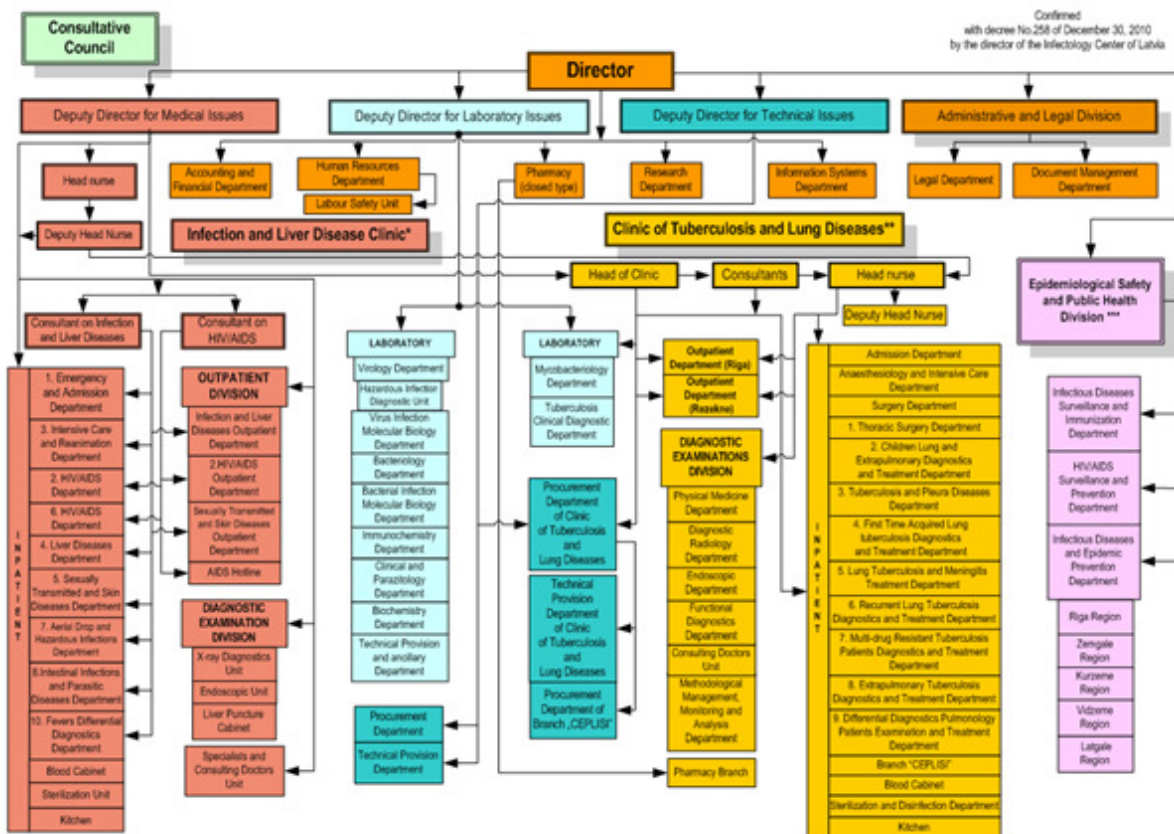 Consultative
Council
Confirmed
with decree No.258 of December 30, 2010
by the director of the Infectology Center of Latvia
Director
Deputy Director for Medical Issues
Deputy Director for Laboratory Issues
Deputy Director for Technical Issues
Administrative and Legal Division
Head nurse
Accounting and
Financial Department
Human Resources
Department
Labour Safety Unit
Pharmacy
(closed type)
Research
Department
Information Systems
Department
Legal Department
Document Management
Department
Deputy Head Nurse
Infection and Liver Disease Clinic*
Clinic of Tuberculosis and Lung Diseases**
Head of Clinic
Consultants
Head nurse
Deputy Head Nurse
Epidemiological Safety
and Public Health
Division ***
Consultant on Infection
and Liver Diseases
Consultant on
HIV/AIDS
INPATIENT
1. Emergency
and Admission
Department
3. Intensive Care
and Reanimation
Department
2. HIV/AIDS
Department
6. HIV/AIDS
Department
4. Liver Diseases
Department
5. Sexually
Transmitted and Skin
Diseases Department
7. Aerial Drop and
Hazardous Infections
Department
8.Intestinal Infections
and Parasitic
Diseases Department
10. Fevers Differential
Diagnostics
Department
Blood Cabinet
Sterilization Unit
Kitchen
OUTPATIENT
DIVISION
Infection and Liver
Diseases Outpatient
Department
2.HIV/AIDS
Outpatient
Department
Sexually Transmitted
and Skin Diseases
Outpatient
Department
AIDS Hotline
DIAGNOSTIC
EXAMINATION
DIVISION
X-ray Diagnostics
Unit
Endoscopic Unit
Liver Puncture
Cabinet
Specialists and
Consulting Doctors
Unit
LABORATORY
Virology Department
Hazardous Infection
Diagnostic Unit
Virus Infection
Molecular Biology
Department
Bacteriology
Department
Bacterial Infection
Molecular Biology
Department
Immunochemistry
Department
Clinical and
Parazitology
Department
Biochemistry
Department
Technical Provision
and ancillary
Department
Procurement
Department
Technical Provision
Department
LABORATORY
Mycobacteriology
Department
Tuberculosis
Clinical Diagnostic
Department
Procurement
Department
of Clinic
of Tuberculosis
and
Lung Diseases
Technical
Provision
Department
of Clinic
of Tuberculosis
and
Lung Diseases
Procurement
Department of
Branch „CEPLISI"
Outpatient
Department (Riga)
Outpatient
Department
(Rezekne)
DIAGNOSTIC
EXAMINATIONS
DIVISION
Physical Medicine
Department
Diagnostic
Radiology
Department
Endoscopic
Department
Functional
Diagnostics
Department
Consulting Doctors
Unit
Methodological
Management,
Monitoring and
Analysis
Department
Pharmacy Branch
INPATIENT
Admission Department
Anaesthesiology and Intensive Care
Department
Surgery Department
1. Thoracic Surgery Department
2. Children Lung and
Extrapulmonary Diagnostics
and Treatment Department
3. Tuberculosis and Pleura Diseases
Department
4. First Time Acquired Lung
tuberculosis Diagnostics
and Treatment Department
5. Lung Tuberculosis and Meningitis
Treatment Department
6. Recurrent Lung Tuberculosis
Diagnostics and Treatment Department
7. Multi-drug Resistant Tuberculosis
Patients Diagnostics and Treatment
Department
8. Extrapulmonary Tuberculosis
Diagnostics and Treatment Department
9. Differential Diagnostics Pulmonology
Patients Examination and Treatment
Department
Branch "CEPLISI"
Blood Cabinet
Sterilization and Disinfection Department
Kitchen
Infectious Diseases
Surveillance and
Immunization
Department
HIV/AIDS
Surveillance and
Prevention
Department
Infectious Diseases
and Epidemic
Prevention
Department
Riga Region
Zemgale
Region
Kurzeme
Region
Vidzeme
Region
Latgale
Region